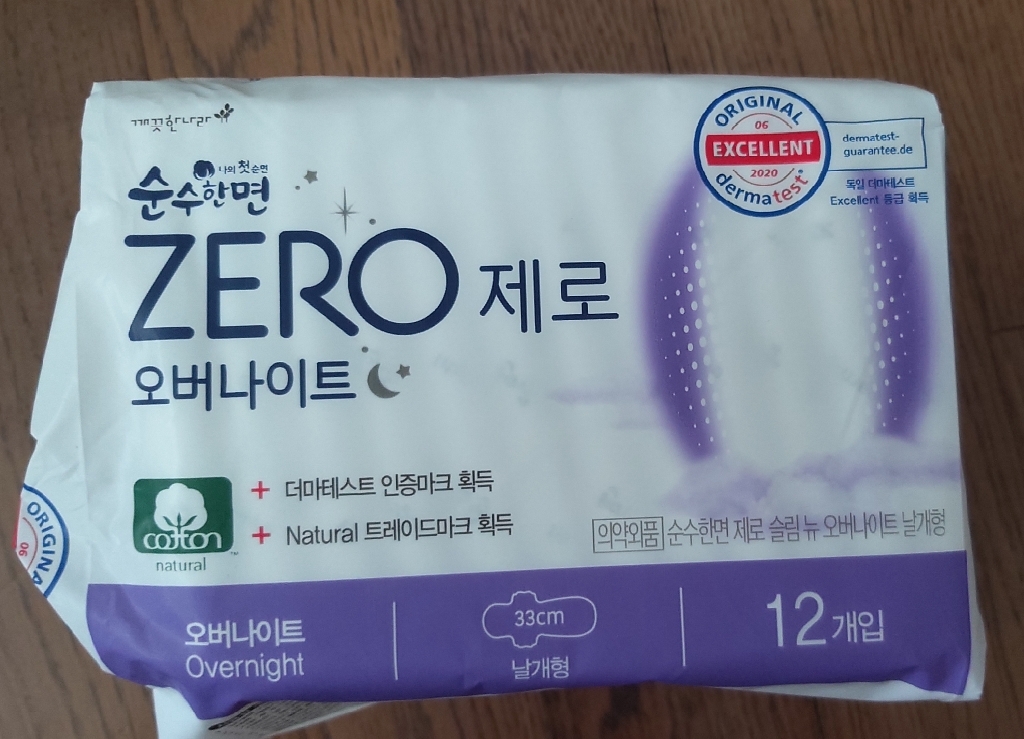 깨끗한나라
나의 첫 순면
순수한면
ZERO 제로
오버나이트
ORIGINAL
06
EXCELLENT
2020
dermatest®
dermatest-
guarantee.de
독일 더마테스트
Excellent 등급 획득
cotton™
natural
+ 더마테스트 인증마크 획득
+ Natural 트레이드마크 획득
의약외품 순수한면 제로 슬림 뉴 오버나이트 날개형
오버나이트
Overnight
33cm
날개형
12개입
ORIGINA
06